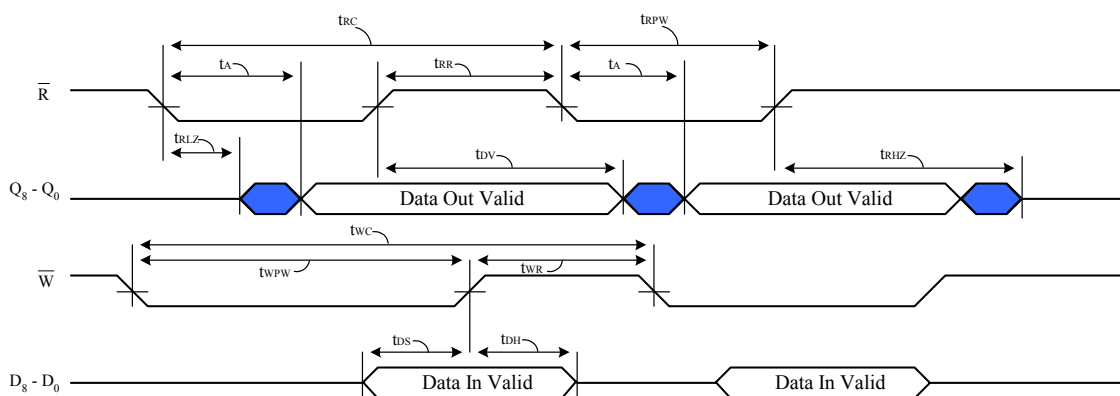 tRC tRPW
tA tRR tA
R
tRLZ tDV tRHZ
Q8 - Q0 Data Out Valid Data Out Valid
tWC
tWPW tWR
W
tDS tDH
D8 - D0 Data In Valid Data In Valid